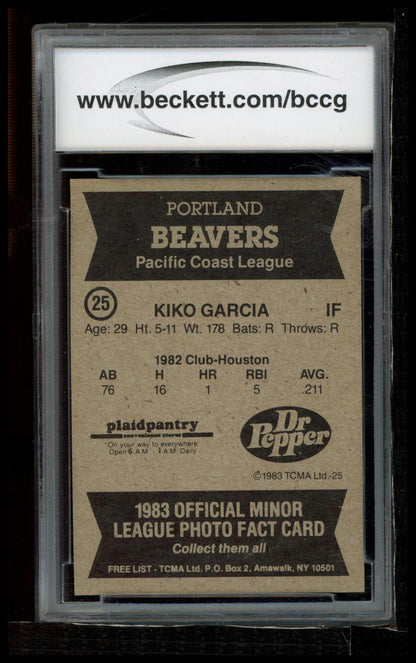 www.beckett.com/bccg
PORTLAND
BEAVERS
Pacific Coast League
25 KIKO GARCIA IF
Age: 29 Ht. 5-11 Wt. 178 Bats: R Throws: R
1982 Club-Houston
AB H HR RBI AVG.
76 16 1 5 .211
plaidpantry
convenience stores
On your way to everywhere
Open 6 AM - 1 AM Daily
Dr
Pepper
©1983 TCMA Ltd.-25
1983 OFFICIAL MINOR
LEAGUE PHOTO FACT CARD
Collect them all
FREE LIST - TCMA Ltd. P.O. Box 2, Amawalk, NY 10501